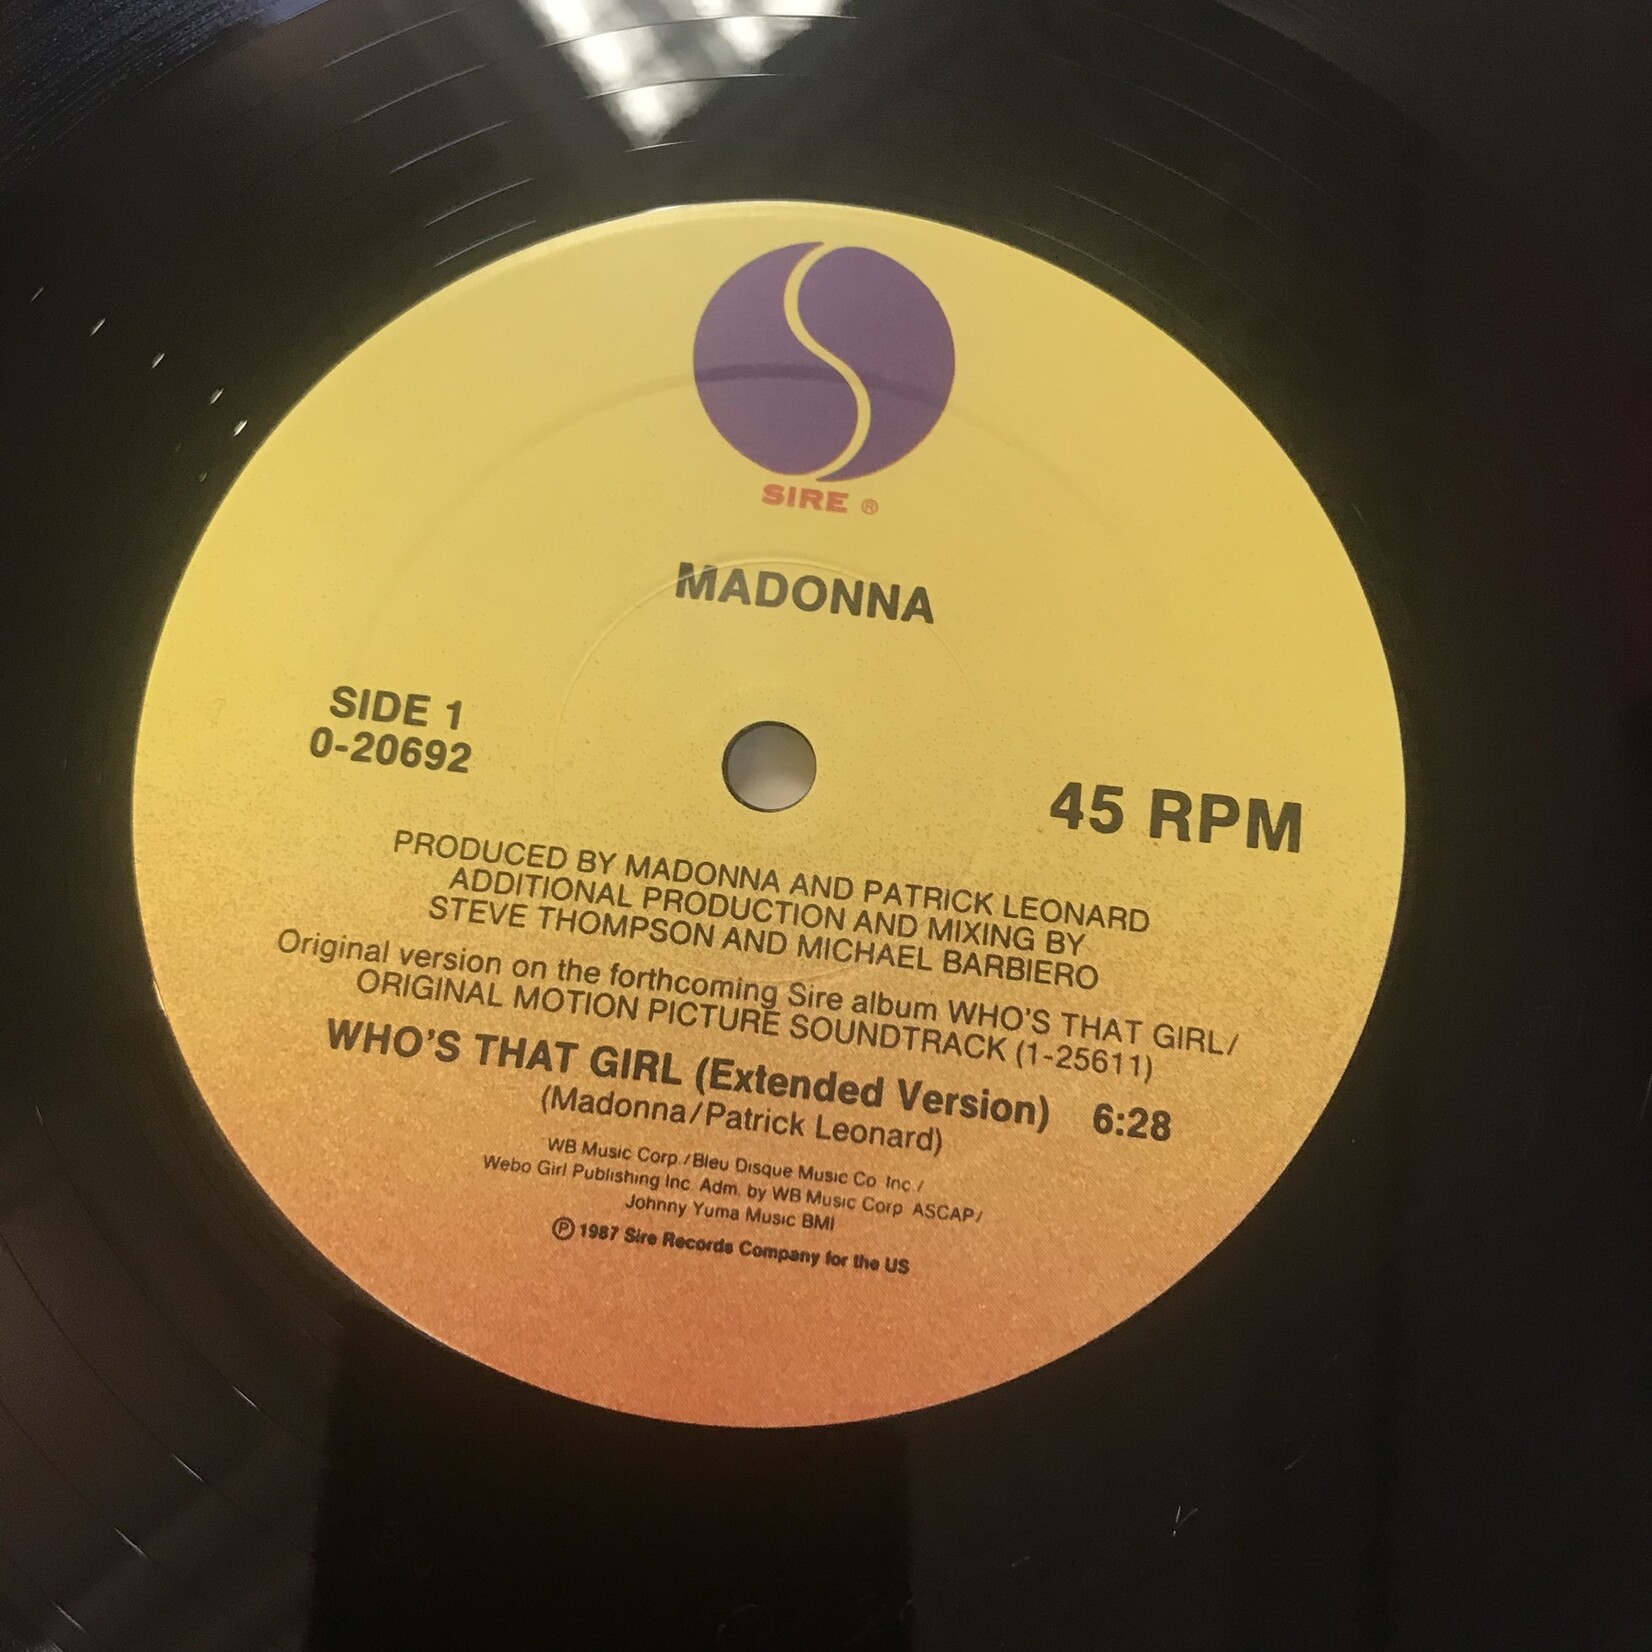 SIRE ®
MADONNA
SIDE 1
0-20692
45 RPM
PRODUCED BY MADONNA AND PATRICK LEONARD
ADDITIONAL PRODUCTION AND MIXING BY
STEVE THOMPSON AND MICHAEL BARBIERO
Original version on the forthcoming Sire album WHO'S THAT GIRL/
ORIGINAL MOTION PICTURE SOUNDTRACK (1-25611)
WHO'S THAT GIRL (Extended Version) 6:28
(Madonna/Patrick Leonard)
WB Music Corp./Bleu Disque Music Co. Inc./
Webo Girl Publishing Inc. Adm. by WB Music Corp. ASCAP/
Johnny Yuma Music BMI
℗ 1987 Sire Records Company for the US